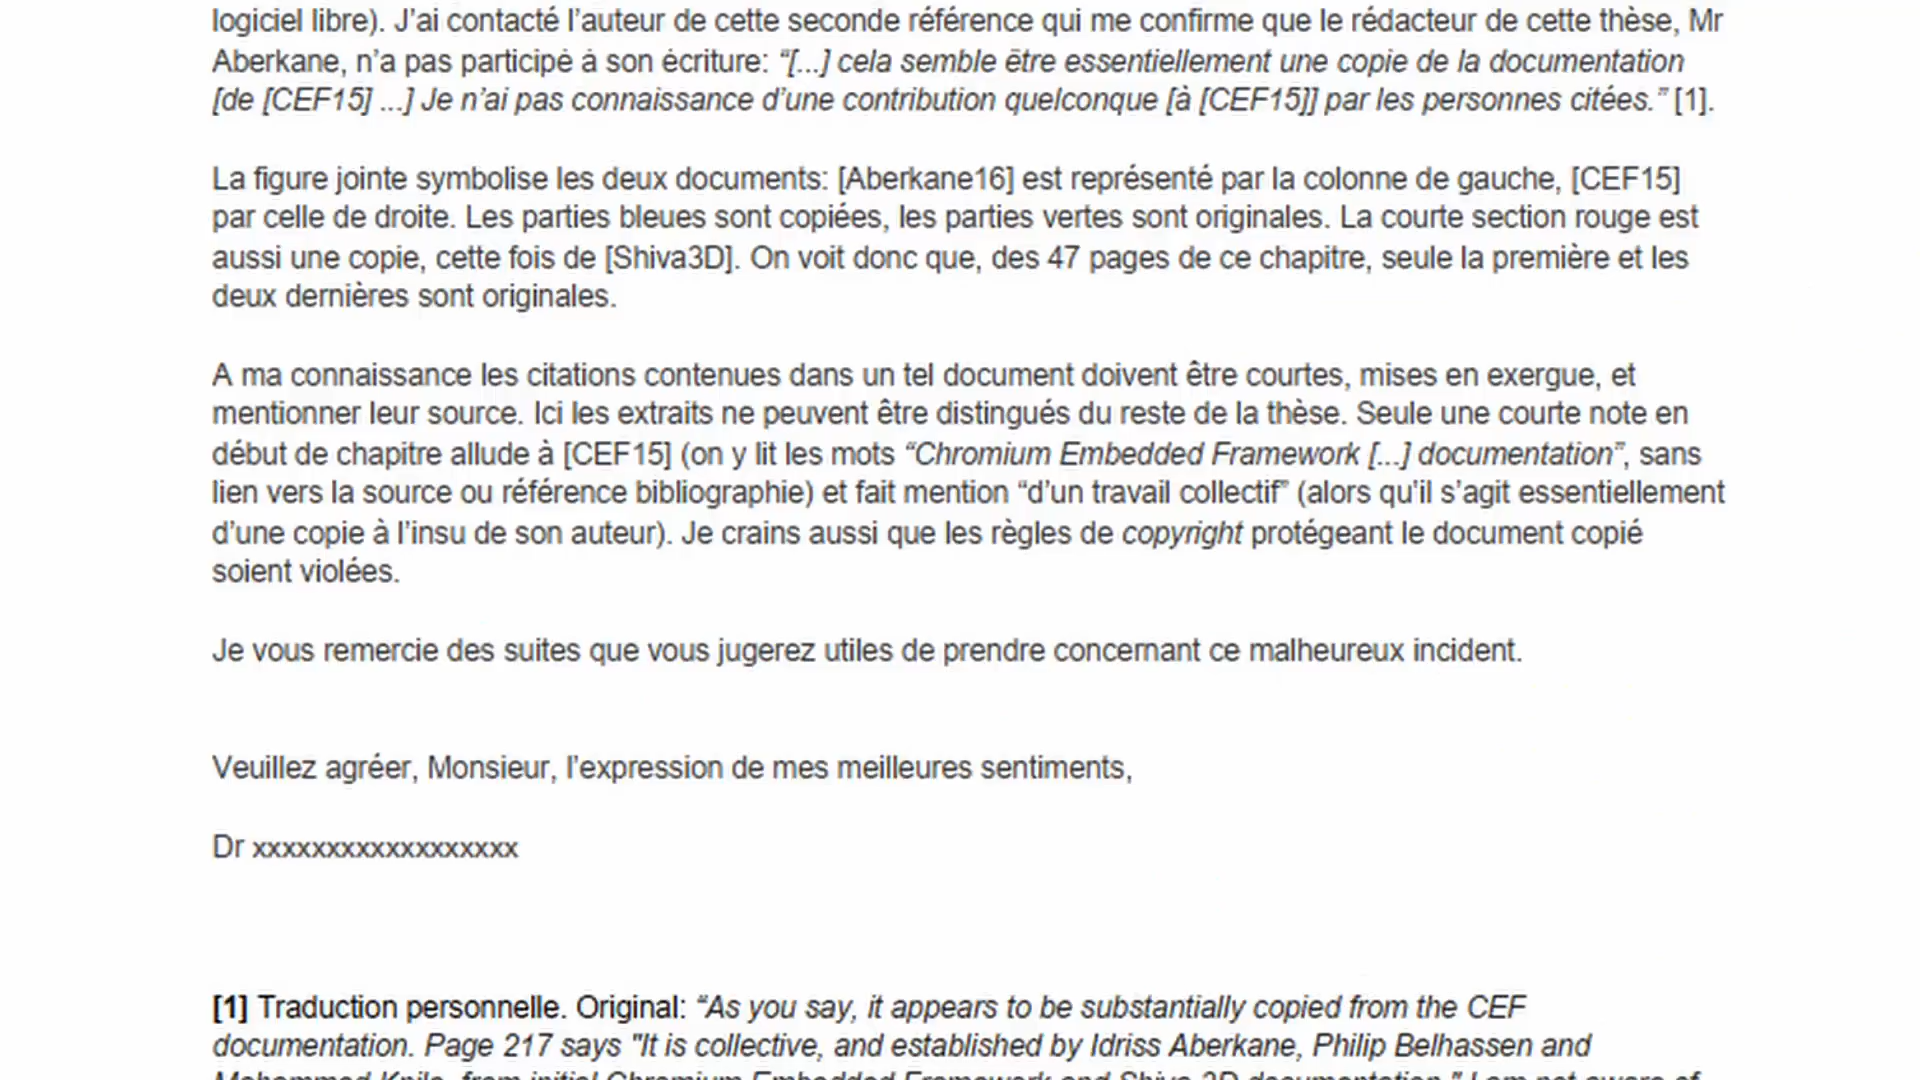 logiciel libre). J’ai contacté l’auteur de cette seconde référence qui me confirme que le rédacteur de cette thèse, Mr
Aberkane, n’a pas participé à son écriture: “[...] cela semble être essentiellement une copie de la documentation
[de [CEF15] ...] Je n’ai pas connaissance d’une contribution quelconque [à [CEF15]] par les personnes citées.” [1].
La figure jointe symbolise les deux documents: [Aberkane16] est représenté par la colonne de gauche, [CEF15]
par celle de droite. Les parties bleues sont copiées, les parties vertes sont originales. La courte section rouge est
aussi une copie, cette fois de [Shiva3D]. On voit donc que, des 47 pages de ce chapitre, seule la première et les
deux dernières sont originales.
A ma connaissance les citations contenues dans un tel document doivent être courtes, mises en exergue, et
mentionner leur source. Ici les extraits ne peuvent être distingués du reste de la thèse. Seule une courte note en
début de chapitre allude à [CEF15] (on y lit les mots “Chromium Embedded Framework [...] documentation”, sans
lien vers la source ou référence bibliographie) et fait mention “d’un travail collectif” (alors qu’il s’agit essentiellement
d’une copie à l’insu de son auteur). Je crains aussi que les règles de copyright protégeant le document copié
soient violées.
Je vous remercie des suites que vous jugerez utiles de prendre concernant ce malheureux incident.
Veuillez agréer, Monsieur, l’expression de mes meilleures sentiments,
Dr xxxxxxxxxxxxxxxxxx
[1] Traduction personnelle. Original: “As you say, it appears to be substantially copied from the CEF
documentation. Page 217 says "It is collective, and established by Idriss Aberkane, Philip Belhassen and
from initial Chromium Embedded Framework and Shiva 3D documentation." I am not aware of